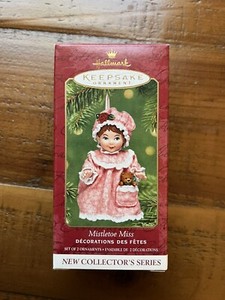 Hallmark
KEEPSAKE
ORNAMENT
Mistletoe Miss
DÉCORATIONS DES FÊTES
SET OF 2 ORNAMENTS • ENSEMBLE DE 2 DÉCORATIONS
NEW COLLECTOR'S SERIES